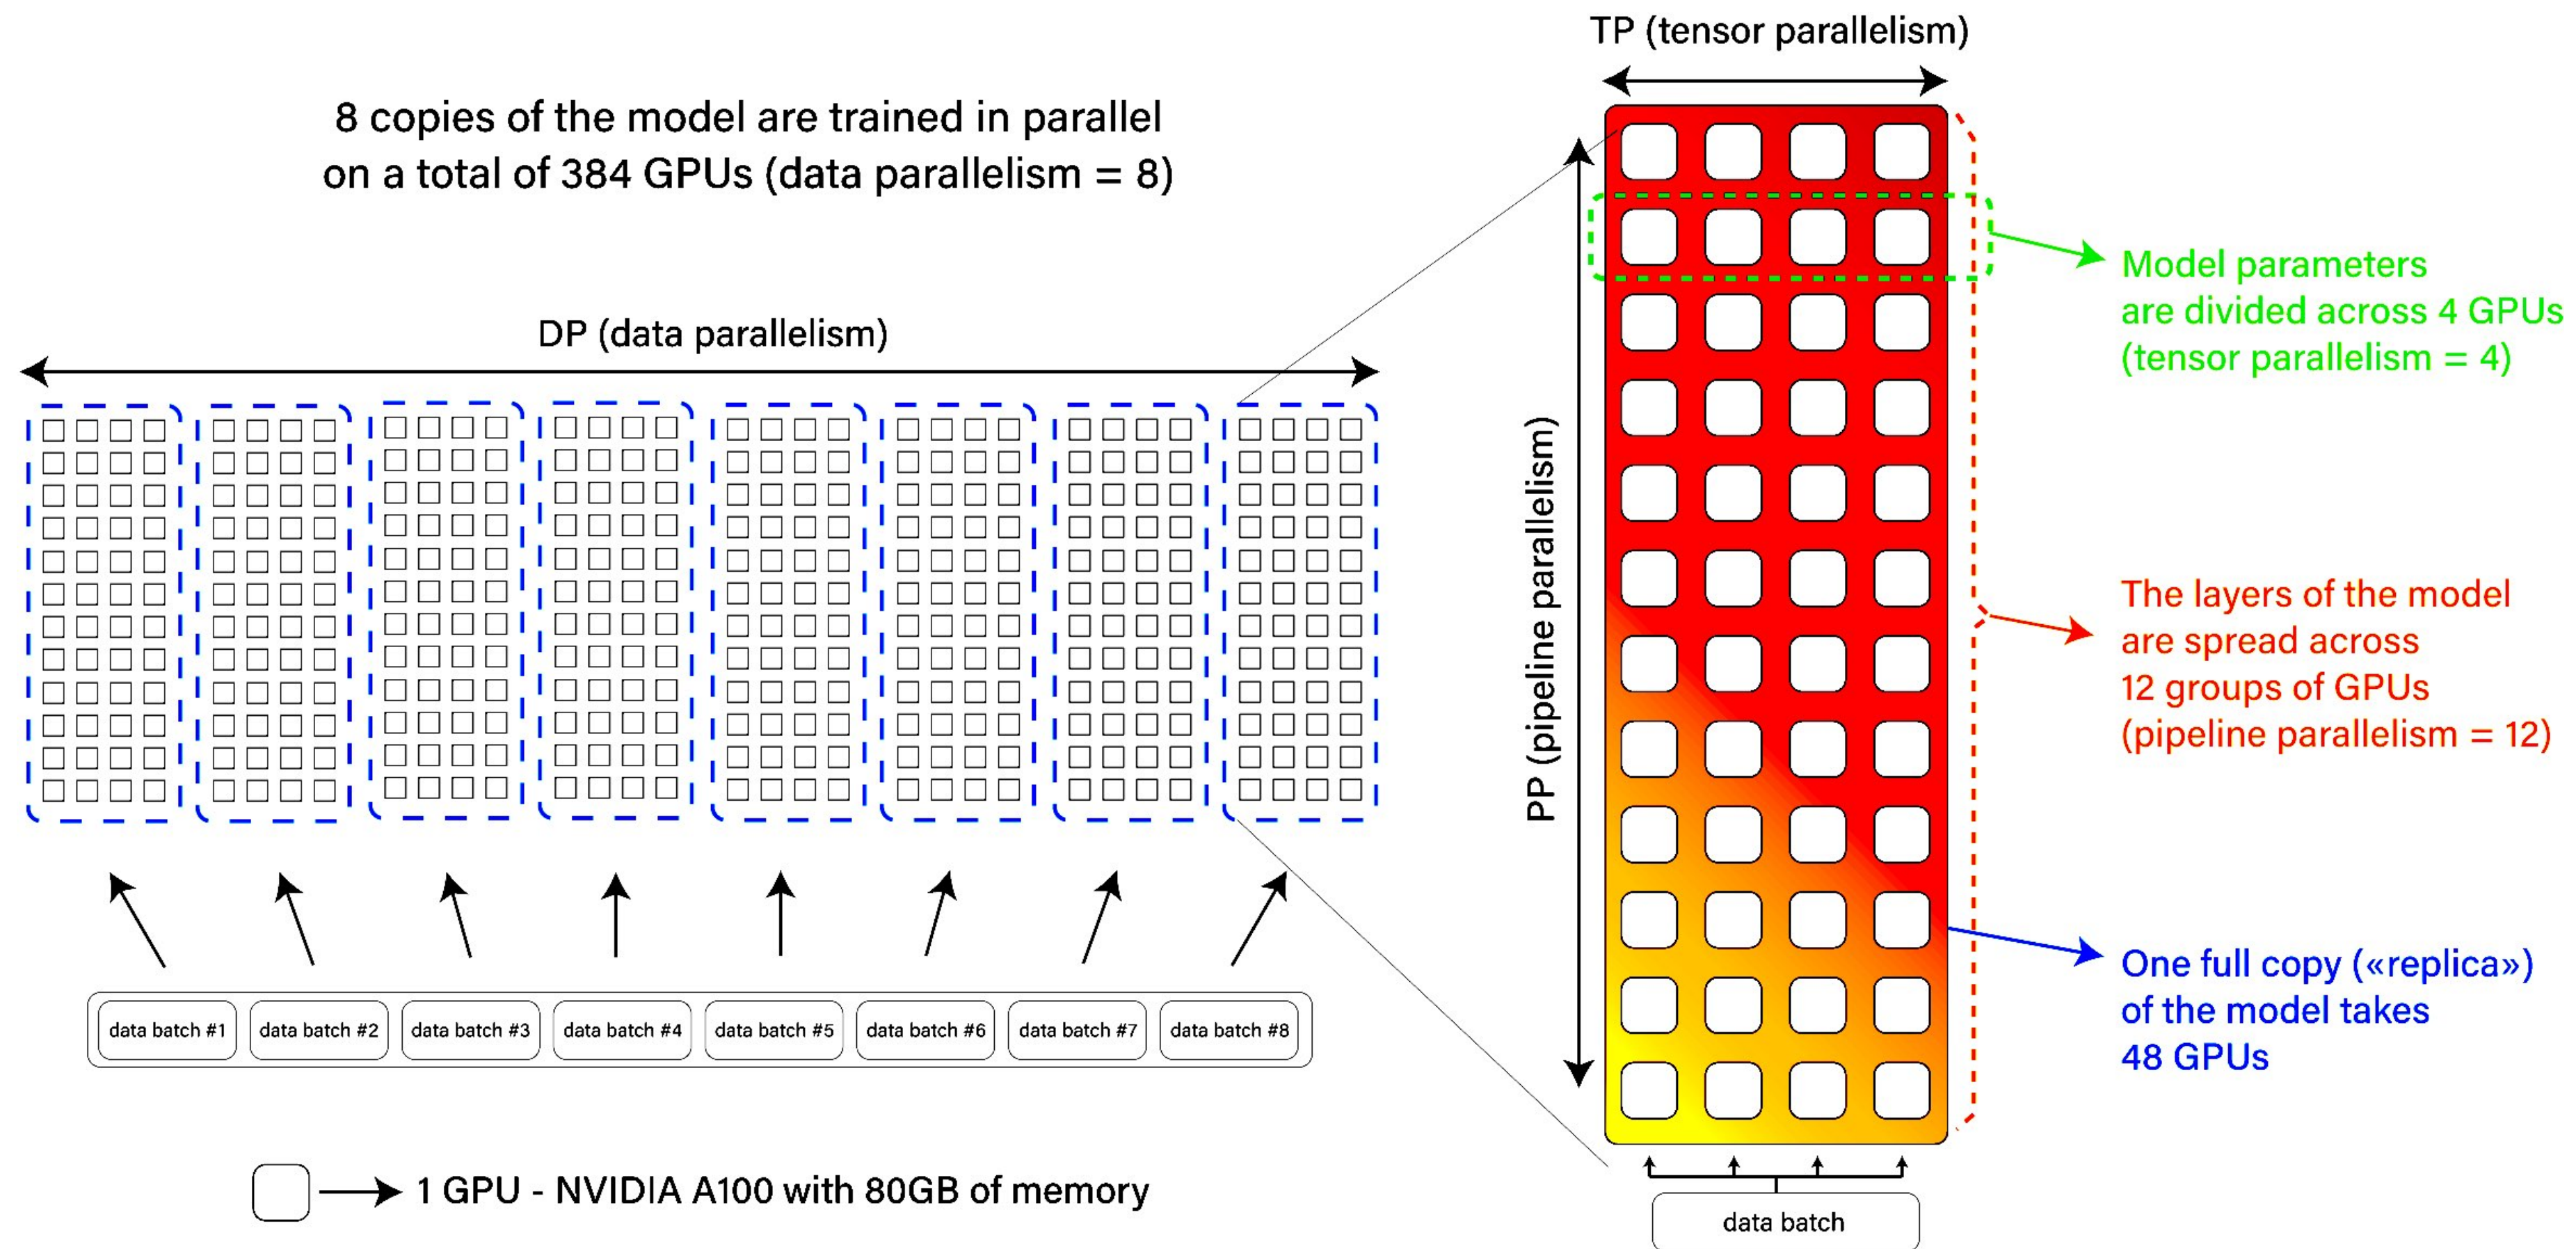 8 copies of the model are trained in parallel
on a total of 384 GPUs (data parallelism = 8)
DP (data parallelism)
data batch #1
data batch #2
data batch #3
data batch #4
data batch #5
data batch #6
data batch #7
data batch #8
1 GPU - NVIDIA A100 with 80GB of memory
TP (tensor parallelism)
PP (pipeline parallelism)
Model parameters
are divided across 4 GPUs
(tensor parallelism = 4)
The layers of the model
are spread across
12 groups of GPUs
(pipeline parallelism = 12)
One full copy («replica»)
of the model takes
48 GPUs
data batch